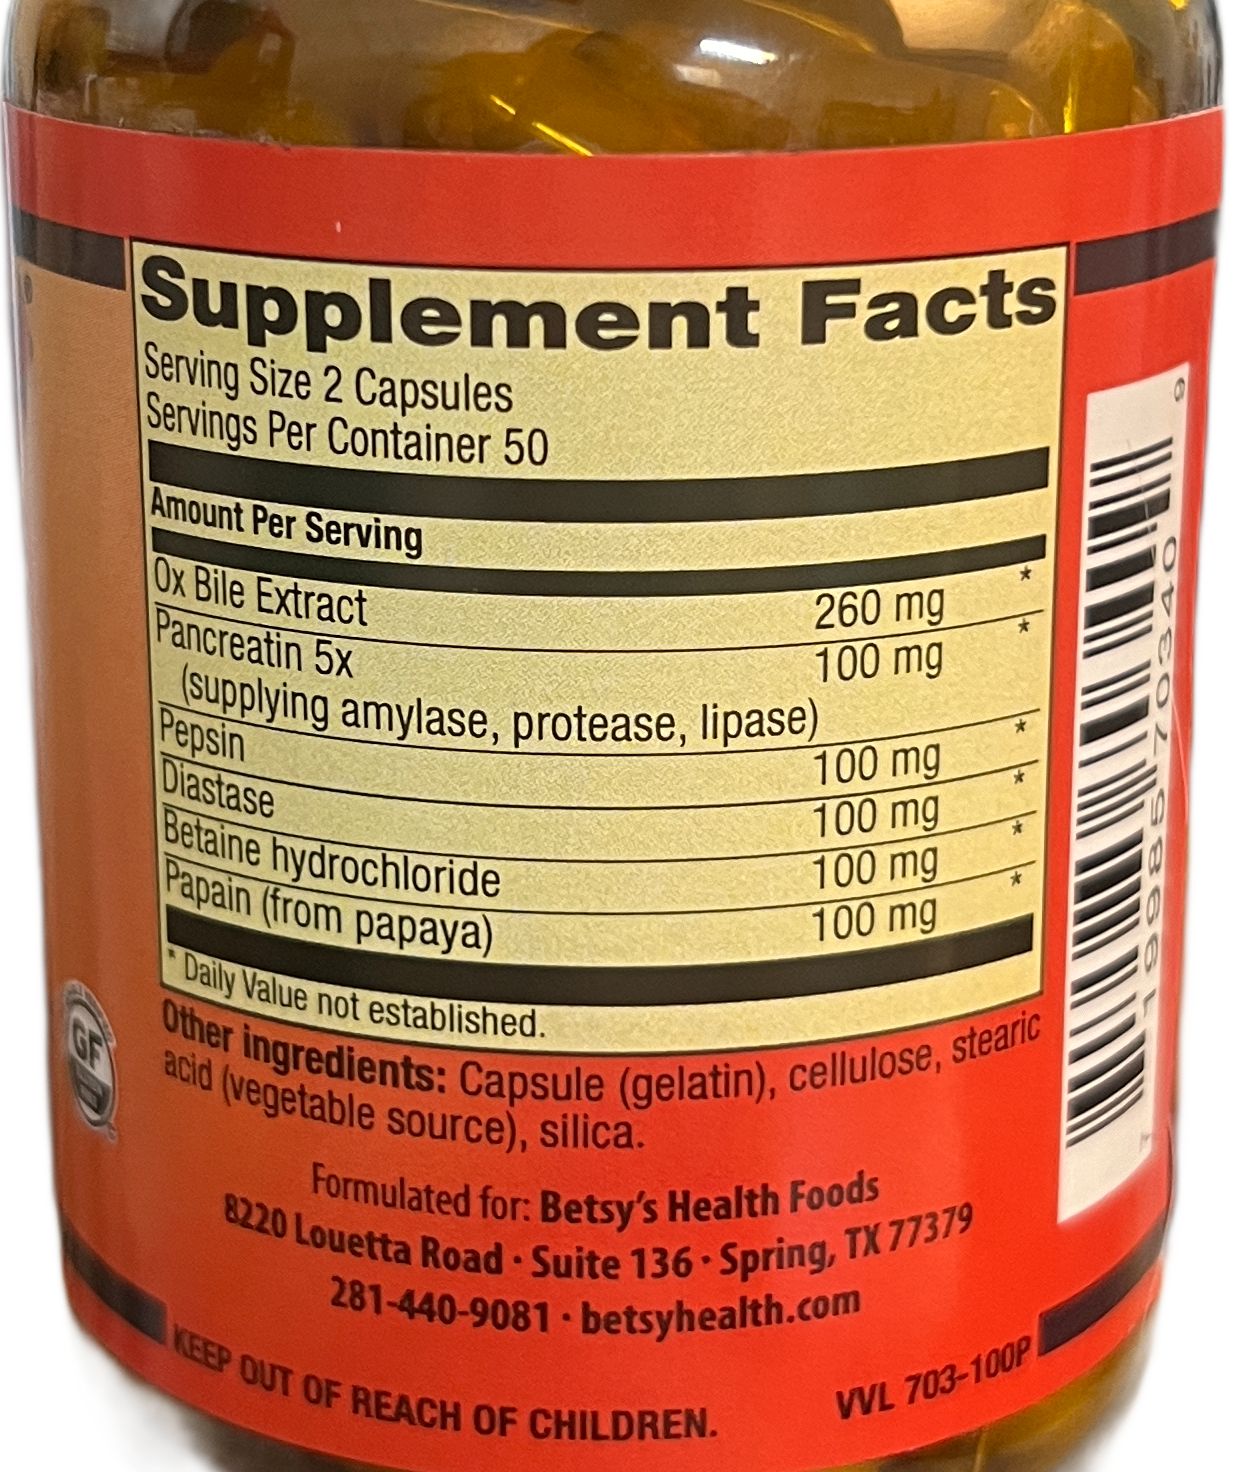 Supplement Facts
Serving Size 2 Capsules
Servings Per Container 50
Amount Per Serving
Ox Bile Extract 260 mg *
Pancreatin 5x 100 mg *
(supplying amylase, protease, lipase)
Pepsin 100 mg *
Diastase 100 mg *
Betaine hydrochloride 100 mg *
Papain (from papaya) 100 mg *
* Daily Value not established.
Other ingredients: Capsule (gelatin), cellulose, stearic
acid (vegetable source), silica.
Formulated for: Betsy's Health Foods
8220 Louetta Road · Suite 136 · Spring, TX 77379
281-440-9081 · betsyhealth.com
KEEP OUT OF REACH OF CHILDREN.
VVL 703-100P
GF
7 19985 70340 9